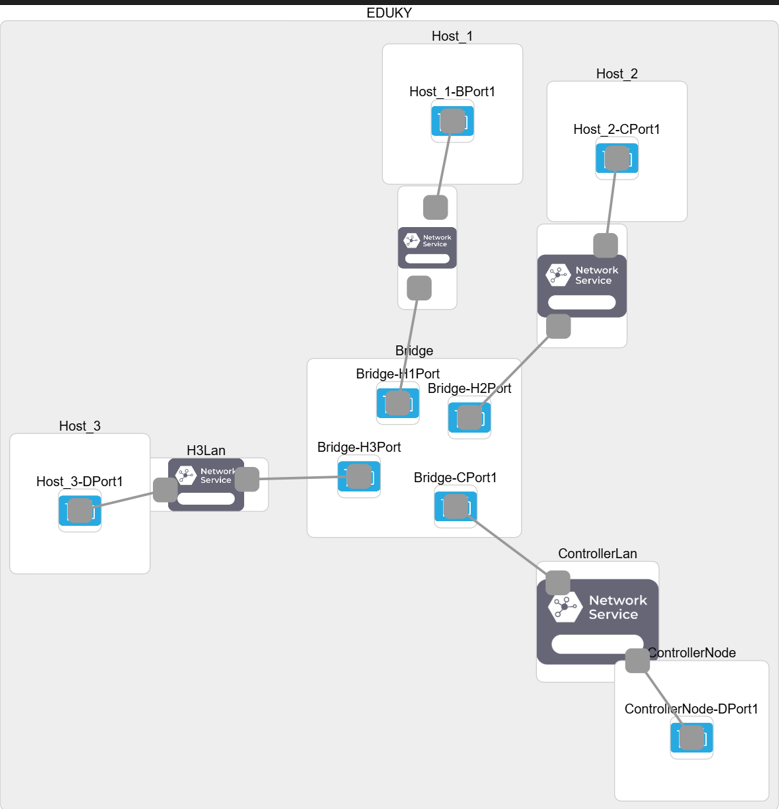 EDUKY
Host_1
Host_1-BPort1
Host_2
Host_2-CPort1
Network
Service
Network
Service
Bridge
Bridge-H1Port
Bridge-H2Port
Bridge-H3Port
Bridge-CPort1
Host_3
Host_3-DPort1
H3Lan
Network
Service
ControllerLan
Network
Service
ControllerNode
ControllerNode-DPort1